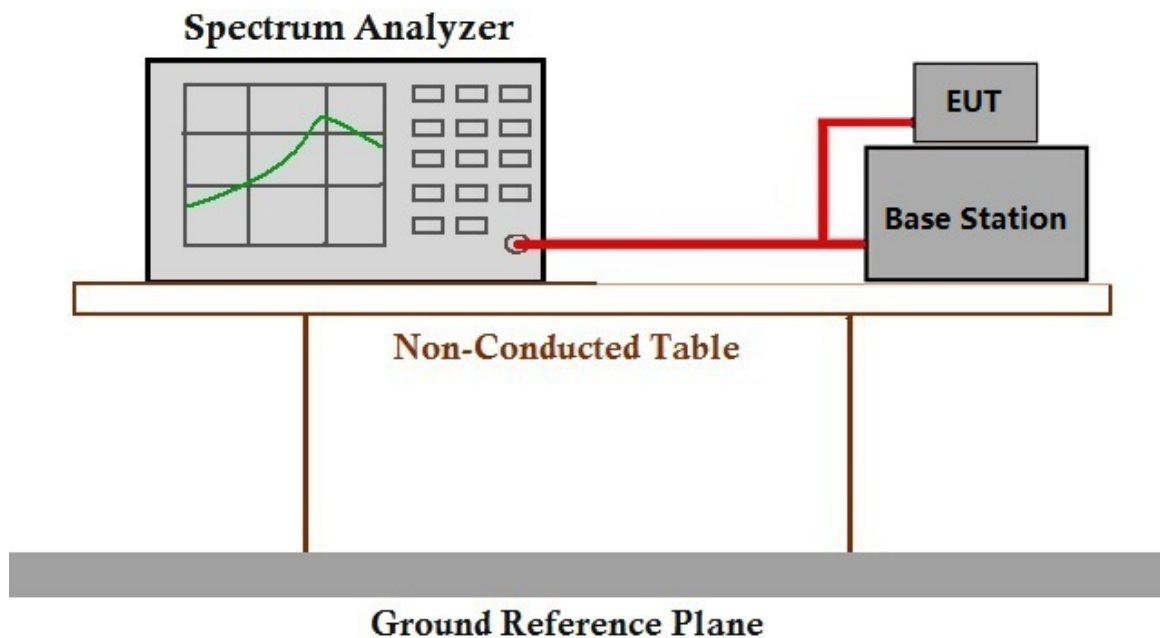 Spectrum Analyzer
EUT
Base Station
Non-Conducted Table
Ground Reference Plane